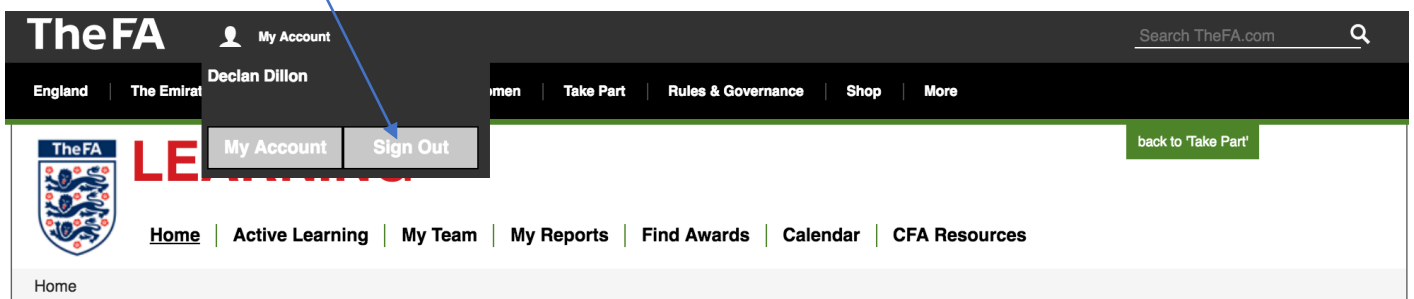 TheFA My Account Search TheFA.com
Declan Dillon
England The Emirat men Take Part Rules & Governance Shop More
My Account Sign Out
back to 'Take Part'
TheFA
LEARNING
Home Active Learning My Team My Reports Find Awards Calendar CFA Resources
Home